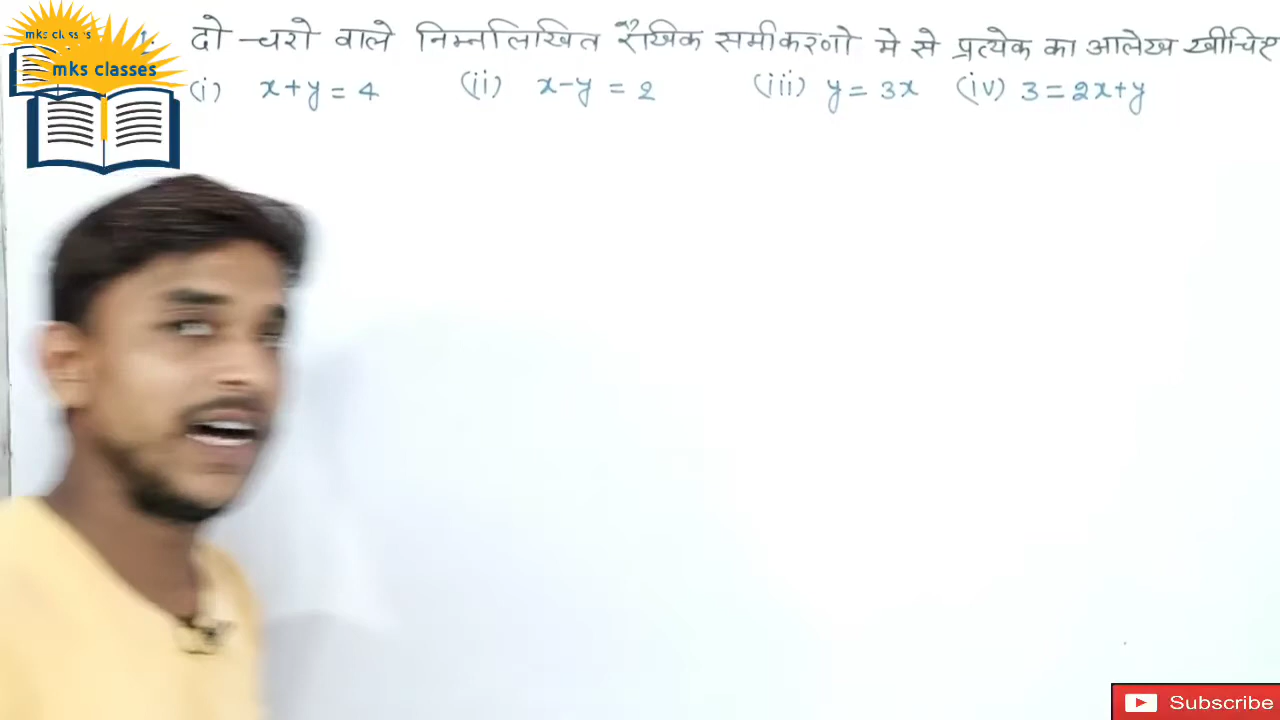 mks classes
mks classes
1. दो चरो वाले निम्नलिखित रैखिक समीकरणो मे से प्रत्येक का आलेख खीचिए
(i) x+y = 4 (ii) x-y = 2 (iii) y = 3x (iv) 3 = 2x+y
Subscribe